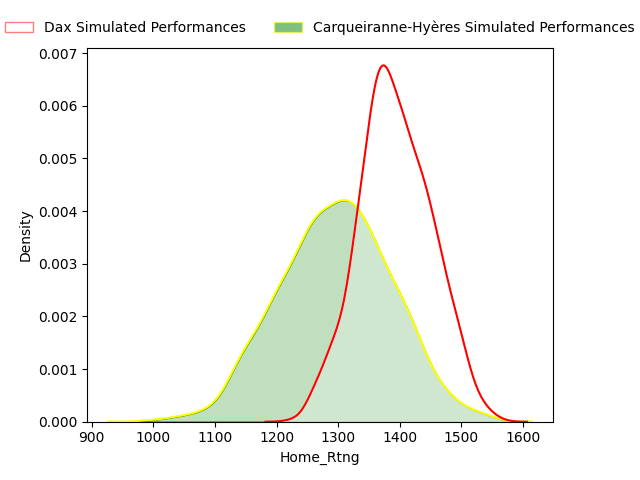 Dax Simulated Performances Carqueiranne-Hyères Simulated Performances
0.007
0.006
0.005
0.004
0.003
0.002
0.001
0.000
Density
900 1000 1100 1200 1300 1400 1500 1600
Home_Rtng